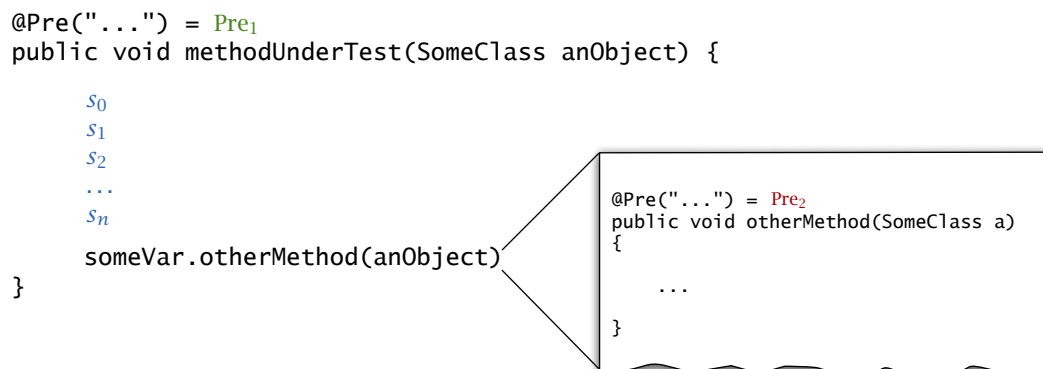 @Pre("...") = Pre₁
public void methodUnderTest(SomeClass anObject) {
s₀
s₁
s₂
...
sₙ
someVar.otherMethod(anObject)
}
@Pre("...") = Pre₂
public void otherMethod(SomeClass a)
{
...
}